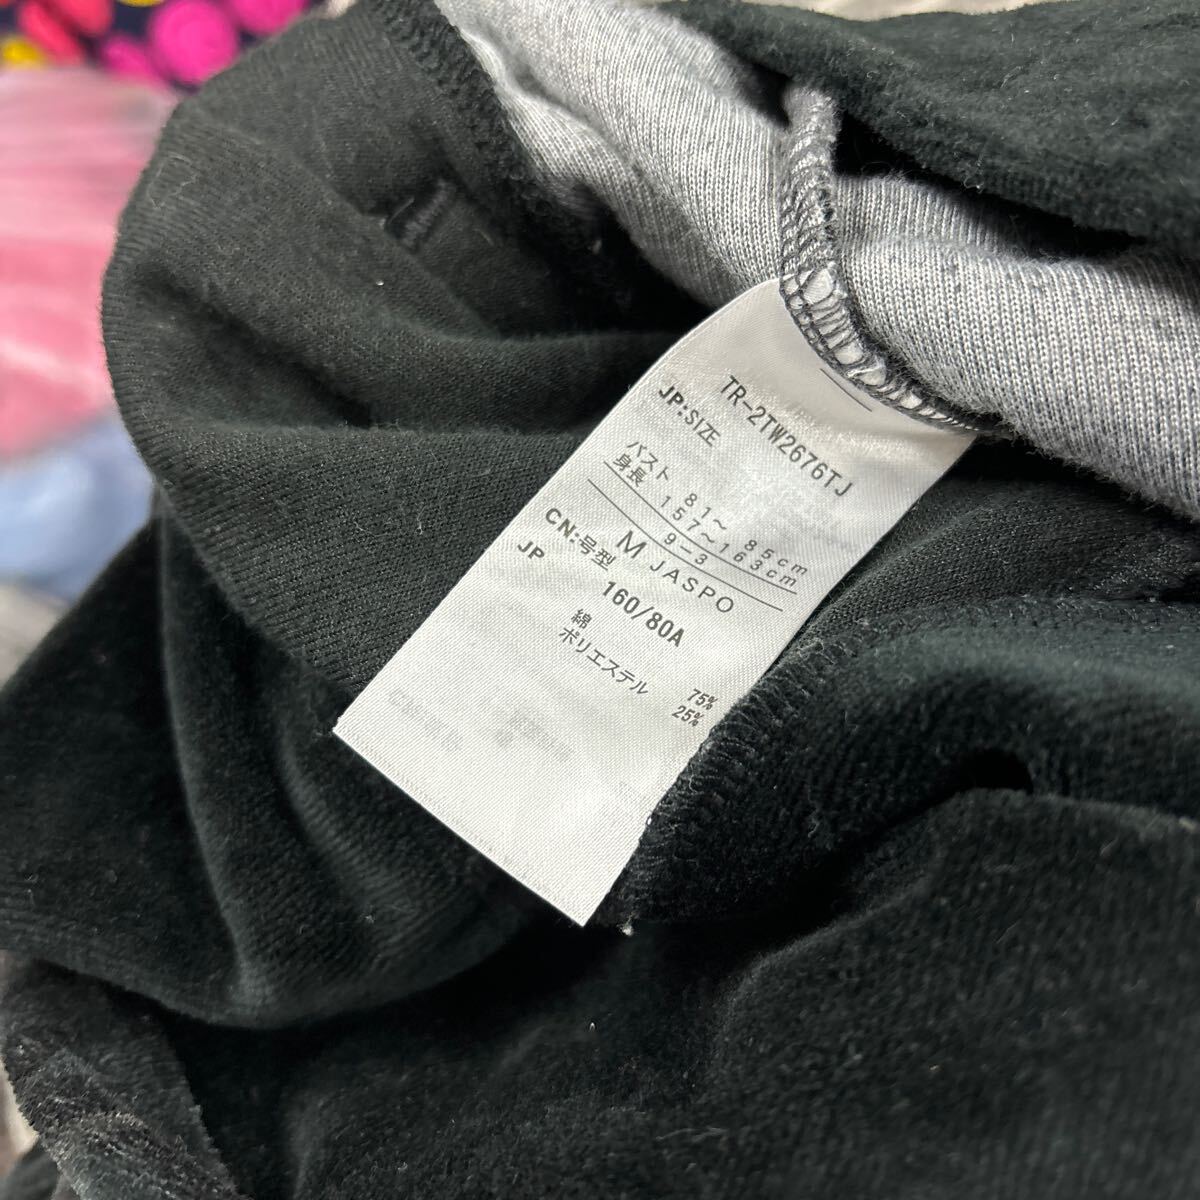 TR-2TW2676TJ
JP:SIZE
バスト 81～85cm
身長 157～163cm
9-3
M JASPO
CN:号型 160/80A
JP
綿 75%
ポリエステル 25%